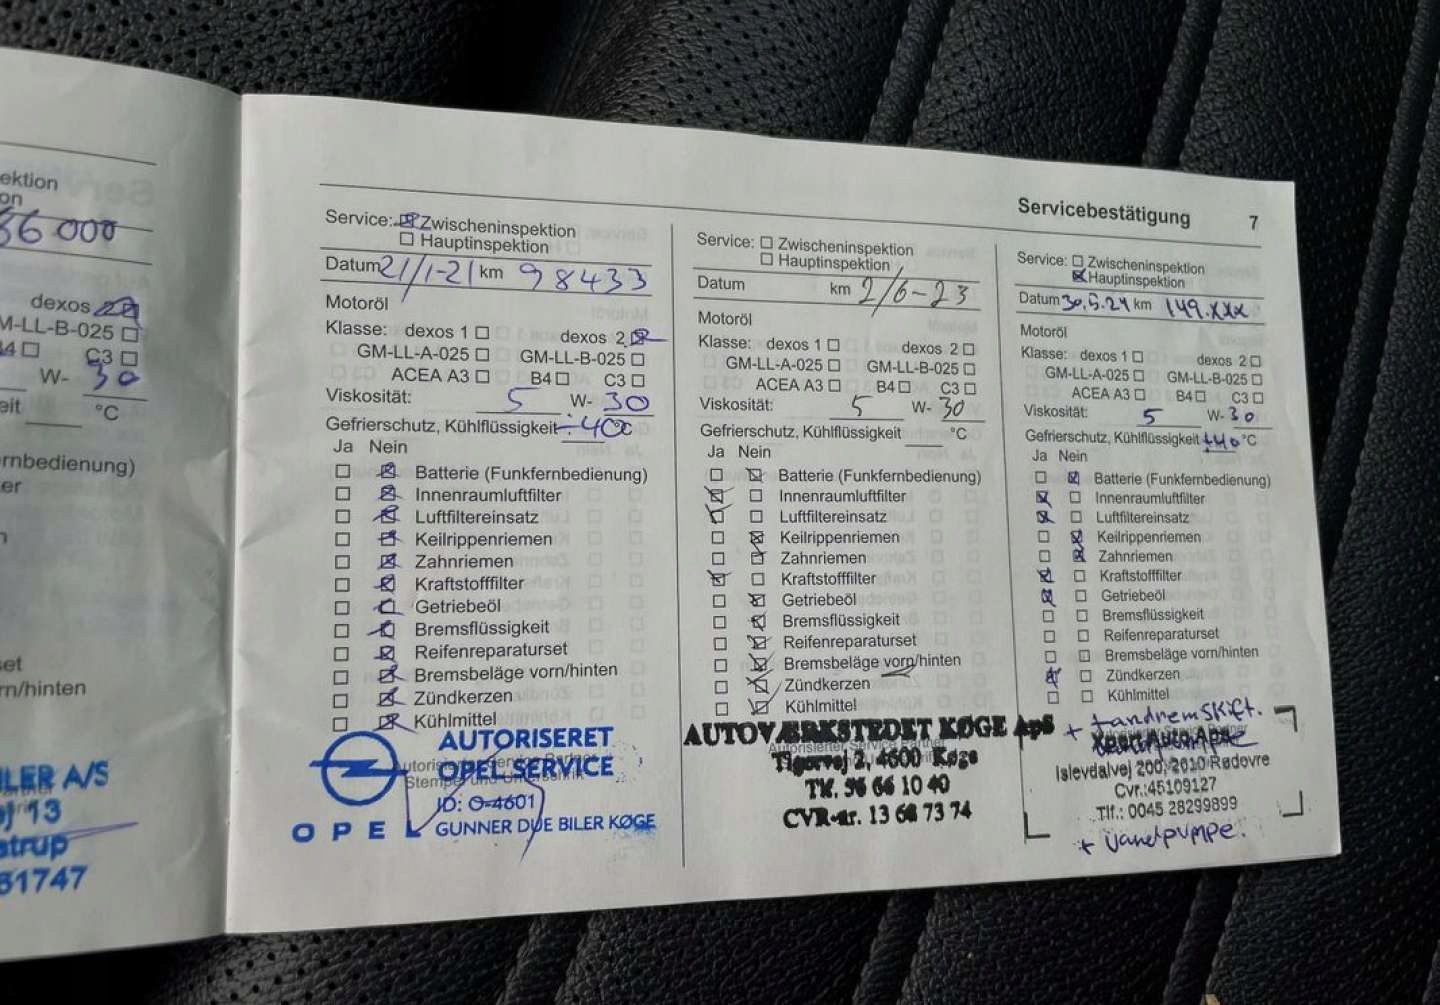 ektion
on
36 000
dexos 2
M-LL-B-025
B4 C3
W- 30
eit °C
rnbedienung)
er
n
set
rn/hinten
ILER A/S
j 13
strup
61747
Servicebestätigung 7
Service: Zwischeninspektion
Hauptinspektion
Datum 21/1-21 km 98433
Motoröl
Klasse: dexos 1 dexos 2
GM-LL-A-025 GM-LL-B-025
ACEA A3 B4 C3
Viskosität: 5 W- 30
Gefrierschutz, Kühlflüssigkeit -40°C
Ja Nein
Batterie (Funkfernbedienung)
Innenraumluftfilter
Luftfiltereinsatz
Keilrippenriemen
Zahnriemen
Kraftstofffilter
Getriebeöl
Bremsflüssigkeit
Reifenreparaturset
Bremsbeläge vorn/hinten
Zündkerzen
Kühlmittel
AUTORISERET
OPEL SERVICE
ID: O-4601
OPEL GUNNER DUE BILER KØGE
Service: Zwischeninspektion
Hauptinspektion
Datum km 2/6-23
Motoröl
Klasse: dexos 1 dexos 2
GM-LL-A-025 GM-LL-B-025
ACEA A3 B4 C3
Viskosität: 5 W- 30
Gefrierschutz, Kühlflüssigkeit °C
Ja Nein
Batterie (Funkfernbedienung)
Innenraumluftfilter
Luftfiltereinsatz
Keilrippenriemen
Zahnriemen
Kraftstofffilter
Getriebeöl
Bremsflüssigkeit
Reifenreparaturset
Bremsbeläge vorn/hinten
Zündkerzen
Kühlmittel
AUTOVÆRKSTEDET KØGE ApS
Tigervej 2, 4600 Køge
Tlf. 56 66 10 40
CVR-nr. 13 68 73 74
Service: Zwischeninspektion
Hauptinspektion
Datum 30.5.24 km 149.xxx
Motoröl
Klasse: dexos 1 dexos 2
GM-LL-A-025 GM-LL-B-025
ACEA A3 B4 C3
Viskosität: 5 W- 30
Gefrierschutz, Kühlflüssigkeit +40 °C
Ja Nein
Batterie (Funkfernbedienung)
Innenraumluftfilter
Luftfiltereinsatz
Keilrippenriemen
Zahnriemen
Kraftstofffilter
Getriebeöl
Bremsflüssigkeit
Reifenreparaturset
Bremsbeläge vorn/hinten
Zündkerzen
Kühlmittel
+ tandremskift.
Auto Aps
Islevdalvej 200, 2610 Rødovre
Cvr.:45109127
Tlf.: 0045 28299899
+ vandpumpe.